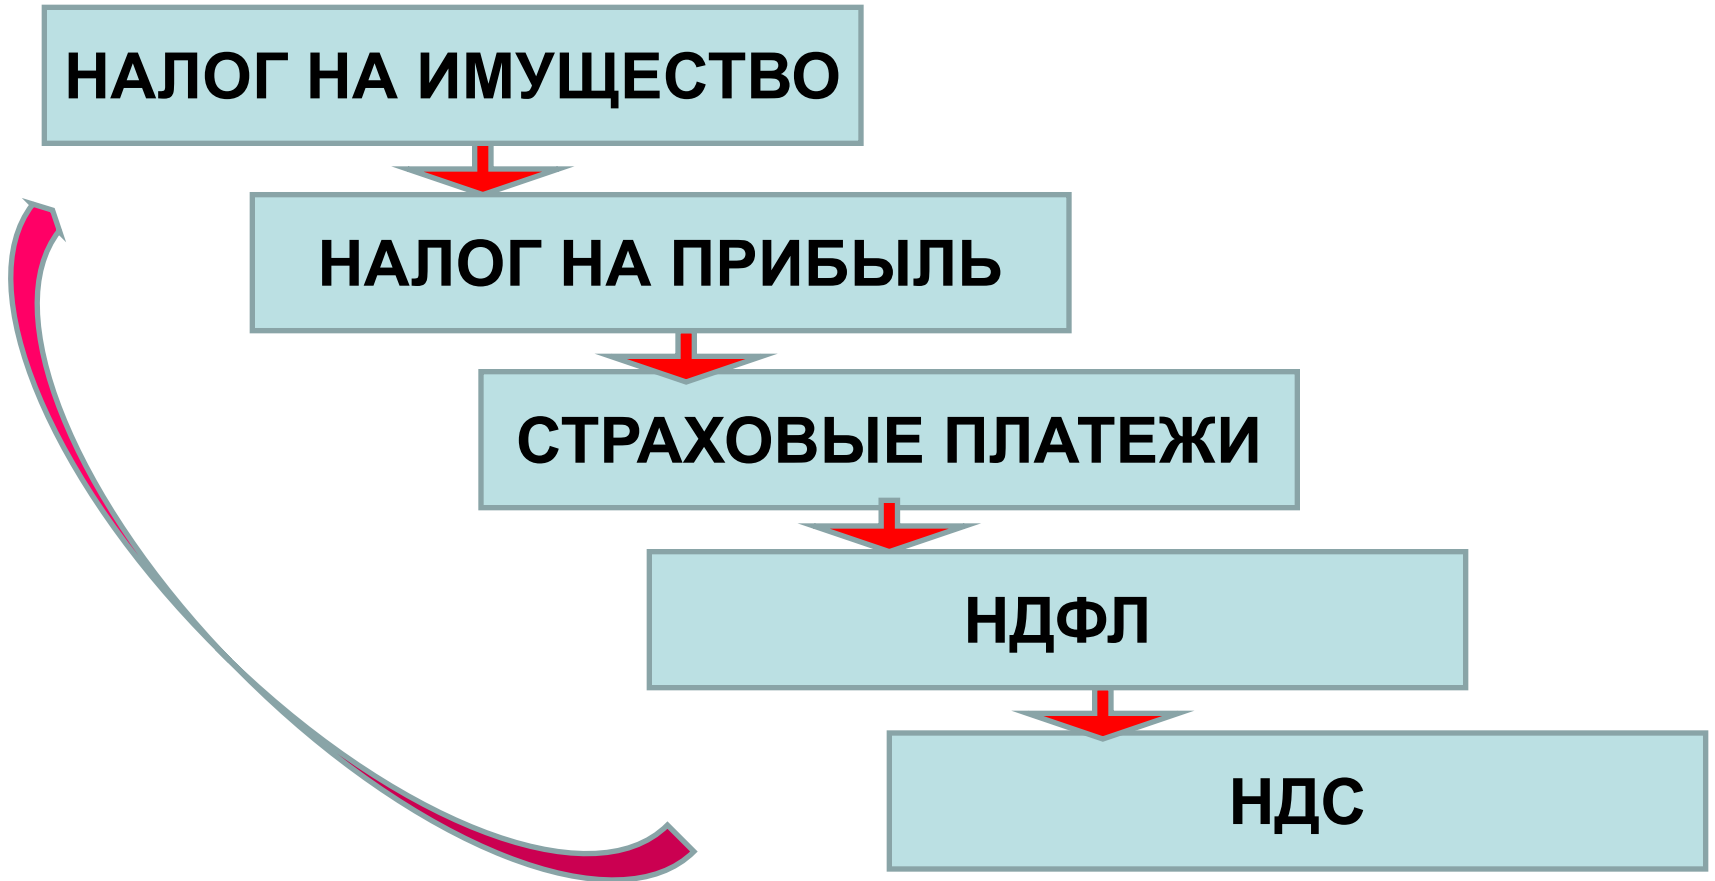 НАЛОГ НА ИМУЩЕСТВО
НАЛОГ НА ПРИБЫЛЬ
СТРАХОВЫЕ ПЛАТЕЖИ
НДФЛ
НДС